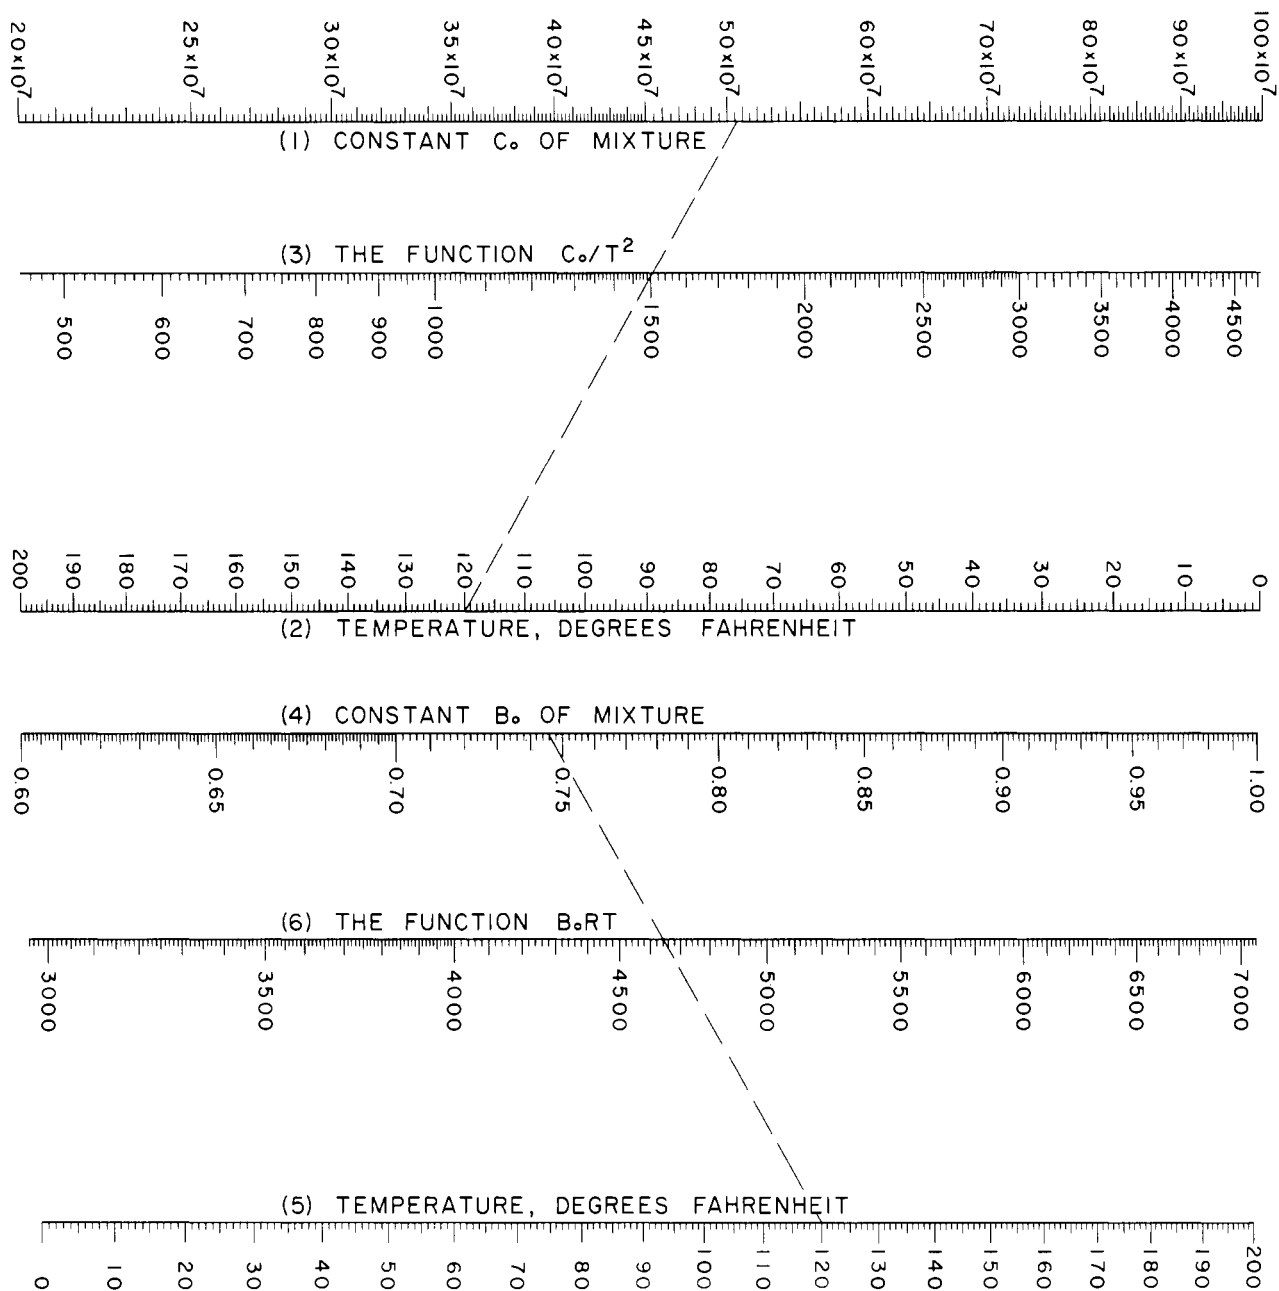 20×10⁷ 25×10⁷ 30×10⁷ 35×10⁷ 40×10⁷ 45×10⁷ 50×10⁷ 60×10⁷ 70×10⁷ 80×10⁷ 90×10⁷ 100×10⁷
(1) CONSTANT C₀ OF MIXTURE
(3) THE FUNCTION C₀/T²
500 600 700 800 900 1000 1500 2000 2500 3000 3500 4000 4500
200 190 180 170 160 150 140 130 120 110 100 90 80 70 60 50 40 30 20 10 0
(2) TEMPERATURE, DEGREES FAHRENHEIT
(4) CONSTANT B₀ OF MIXTURE
0.60 0.65 0.70 0.75 0.80 0.85 0.90 0.95 1.00
(6) THE FUNCTION B₀RT
3000 3500 4000 4500 5000 5500 6000 6500 7000
(5) TEMPERATURE, DEGREES FAHRENHEIT
0 10 20 30 40 50 60 70 80 90 100 110 120 130 140 150 160 170 180 190 200